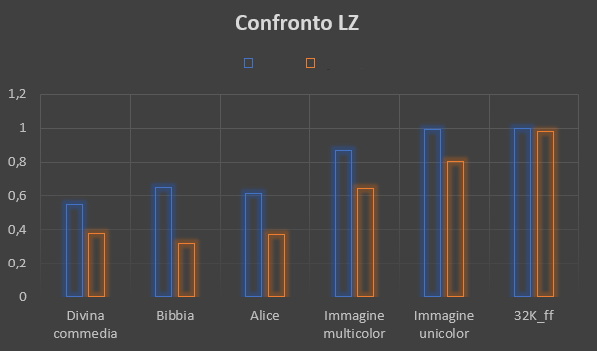 Confronto LZ
1,2
1
0,8
0,6
0,4
0,2
0
Divina
commedia
Bibbia
Alice
Immagine
multicolor
Immagine
unicolor
32K_ff